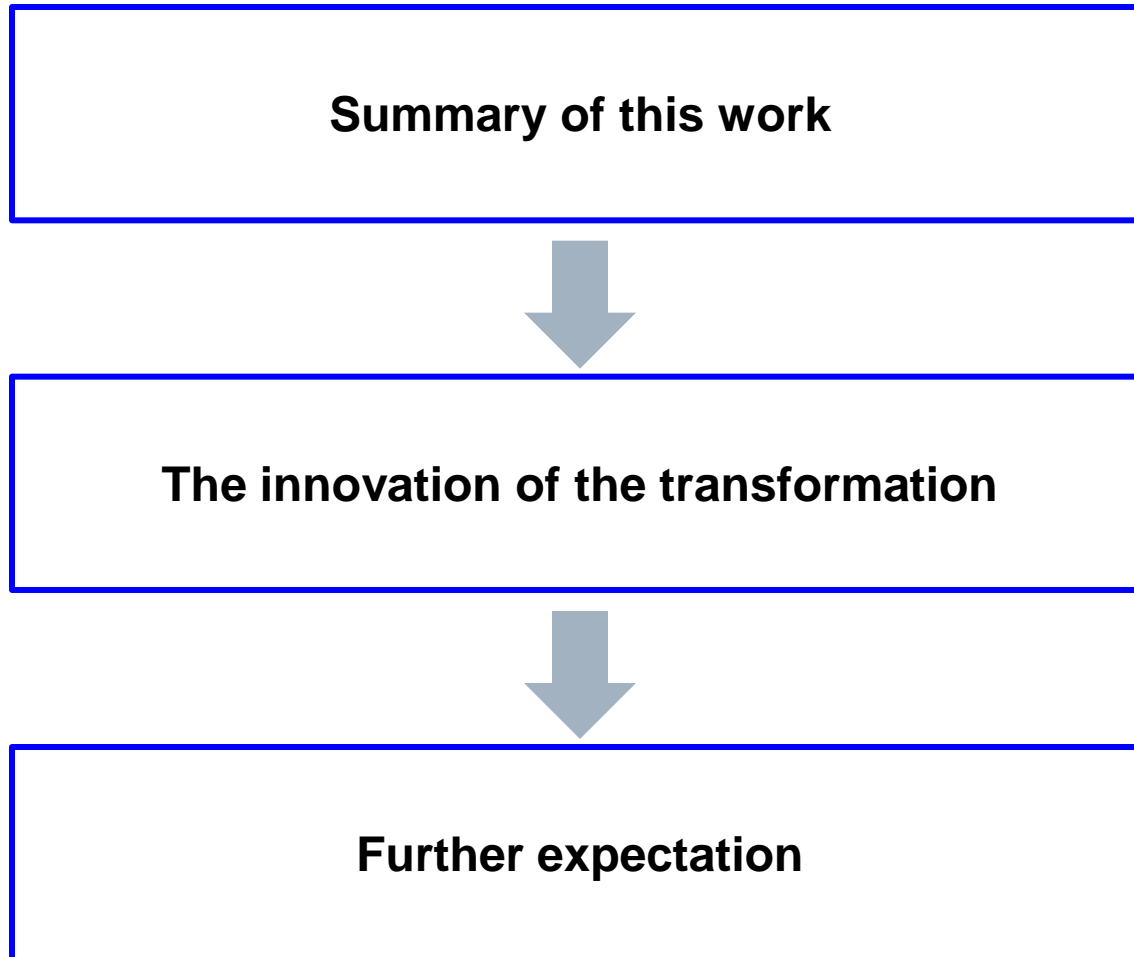 Summary of this work
The innovation of the transformation
Further expectation